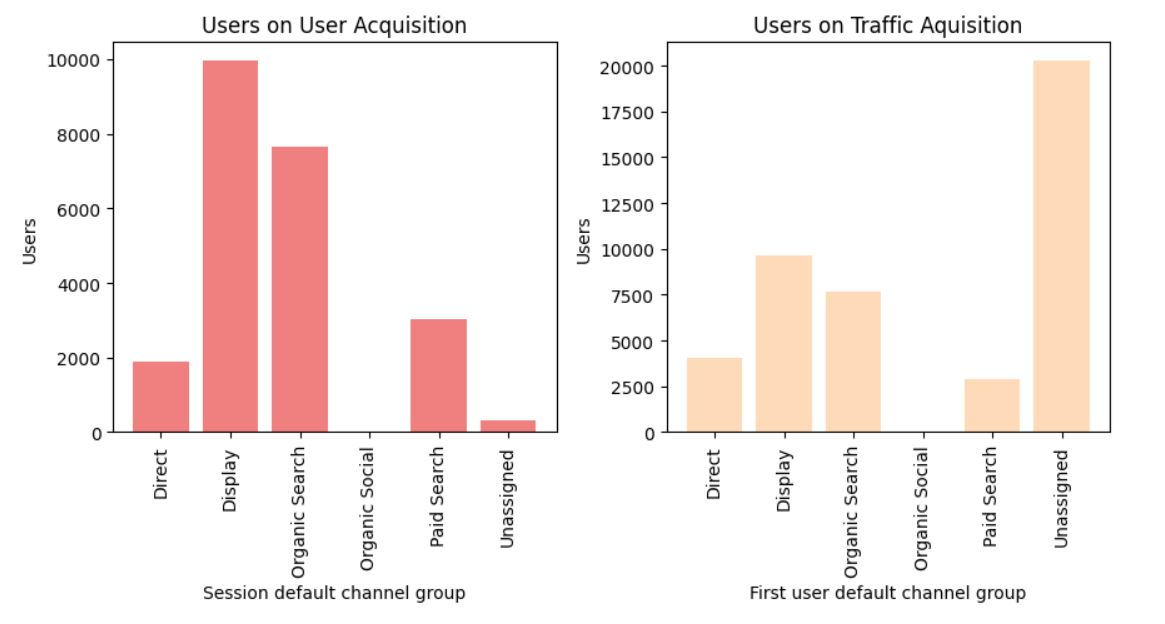 Users on User Acquisition
Users
10000
8000
6000
4000
2000
0
Direct
Display
Organic Search
Organic Social
Paid Search
Unassigned
Session default channel group
Users on Traffic Aquisition
Users
20000
17500
15000
12500
10000
7500
5000
2500
0
Direct
Display
Organic Search
Organic Social
Paid Search
Unassigned
First user default channel group